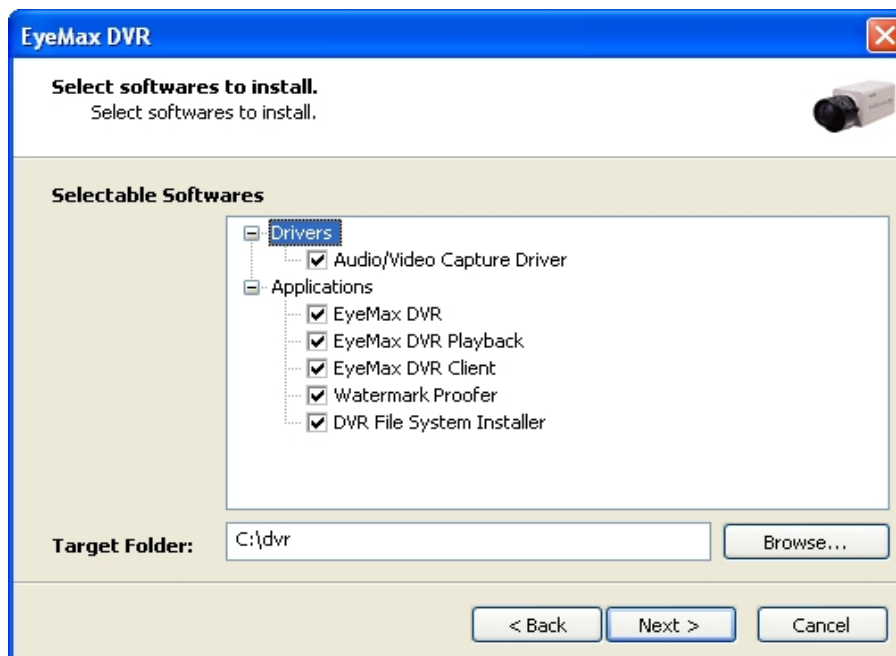 EyeMax DVR
Select softwares to install.
Select softwares to install.
Selectable Softwares
Drivers
Audio/Video Capture Driver
Applications
EyeMax DVR
EyeMax DVR Playback
EyeMax DVR Client
Watermark Proofer
DVR File System Installer
Target Folder: C:\dvr Browse...
< Back Next > Cancel